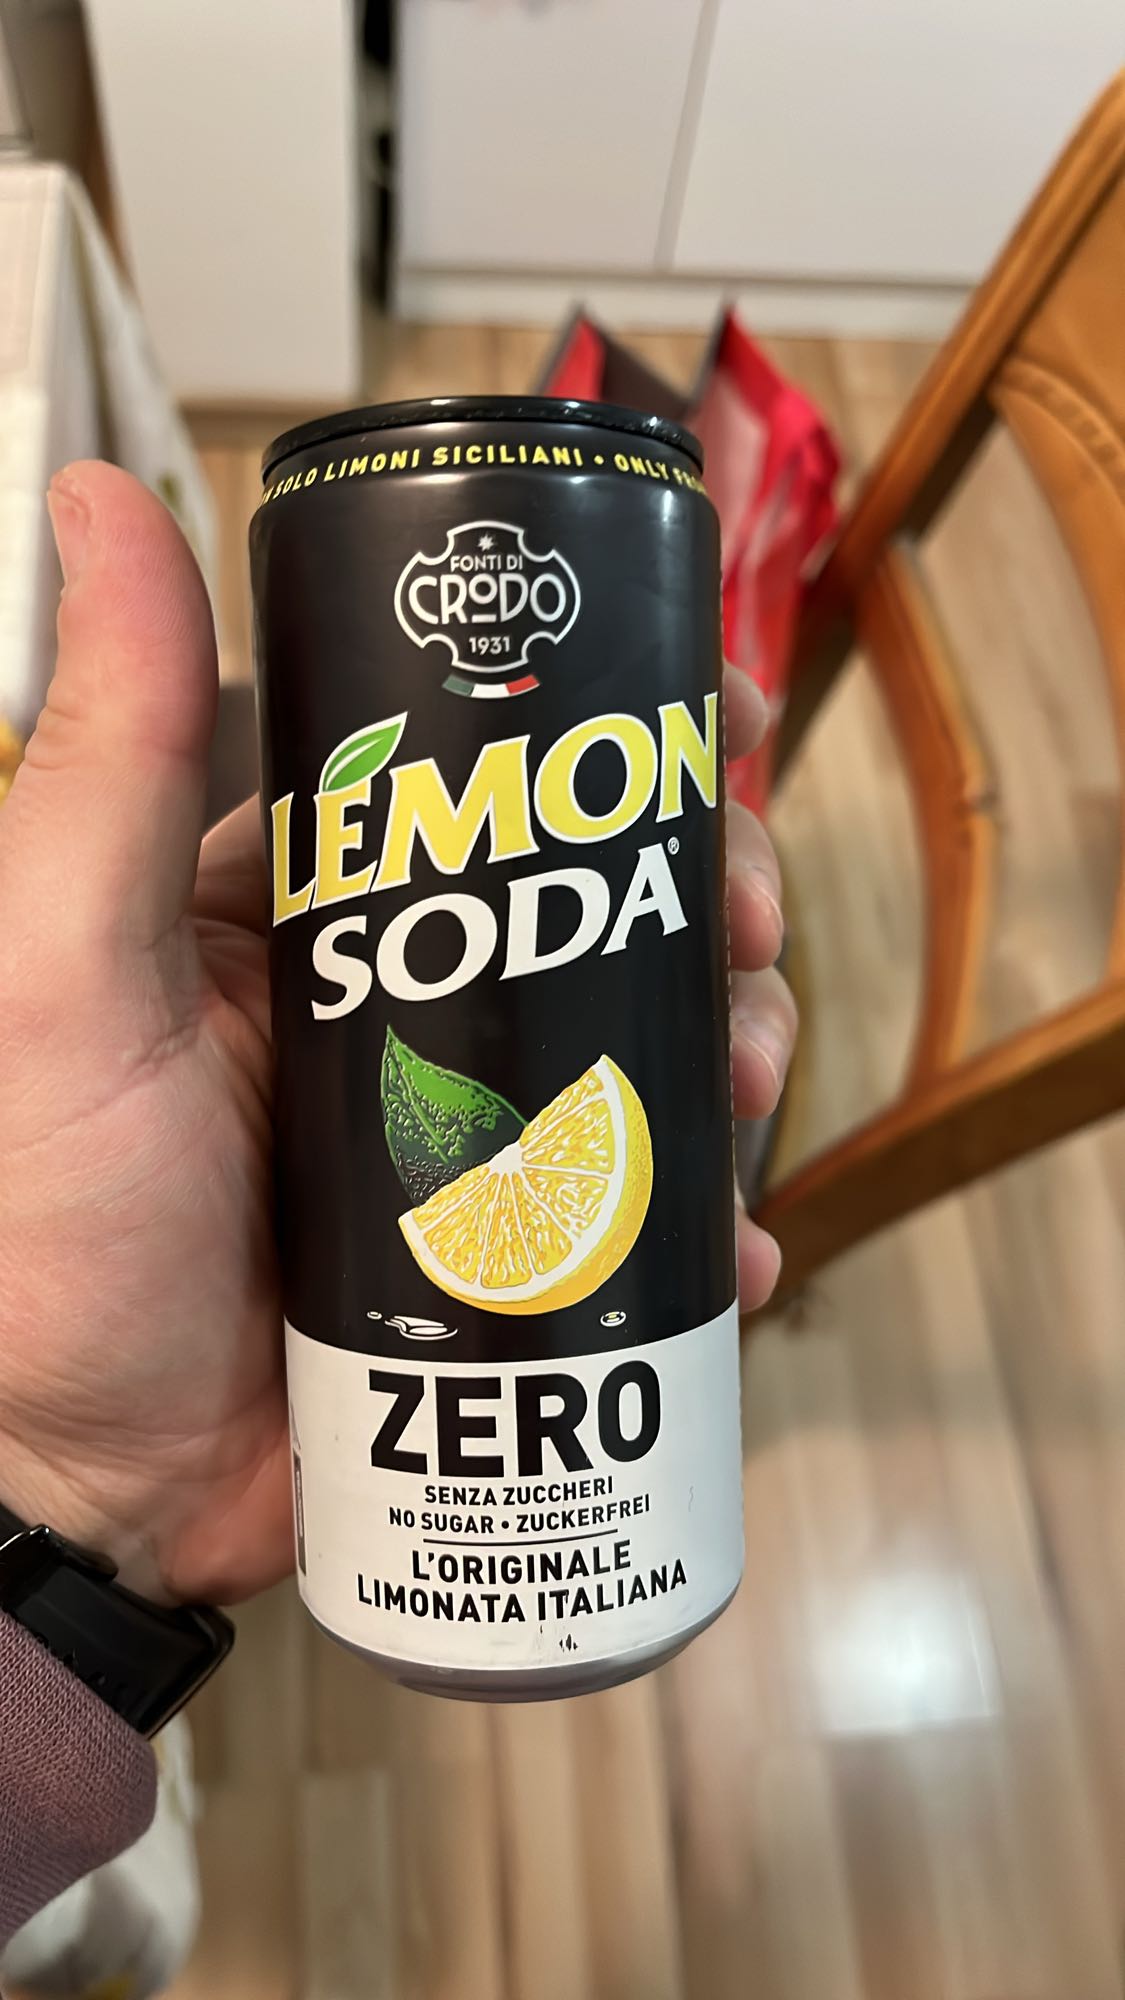 SOLO LIMONI SICILIANI • ONLY
FONTI DI
CRODO
1931
LEMON
SODA®
ZERO
SENZA ZUCCHERI
NO SUGAR • ZUCKERFREI
L'ORIGINALE
LIMONATA ITALIANA